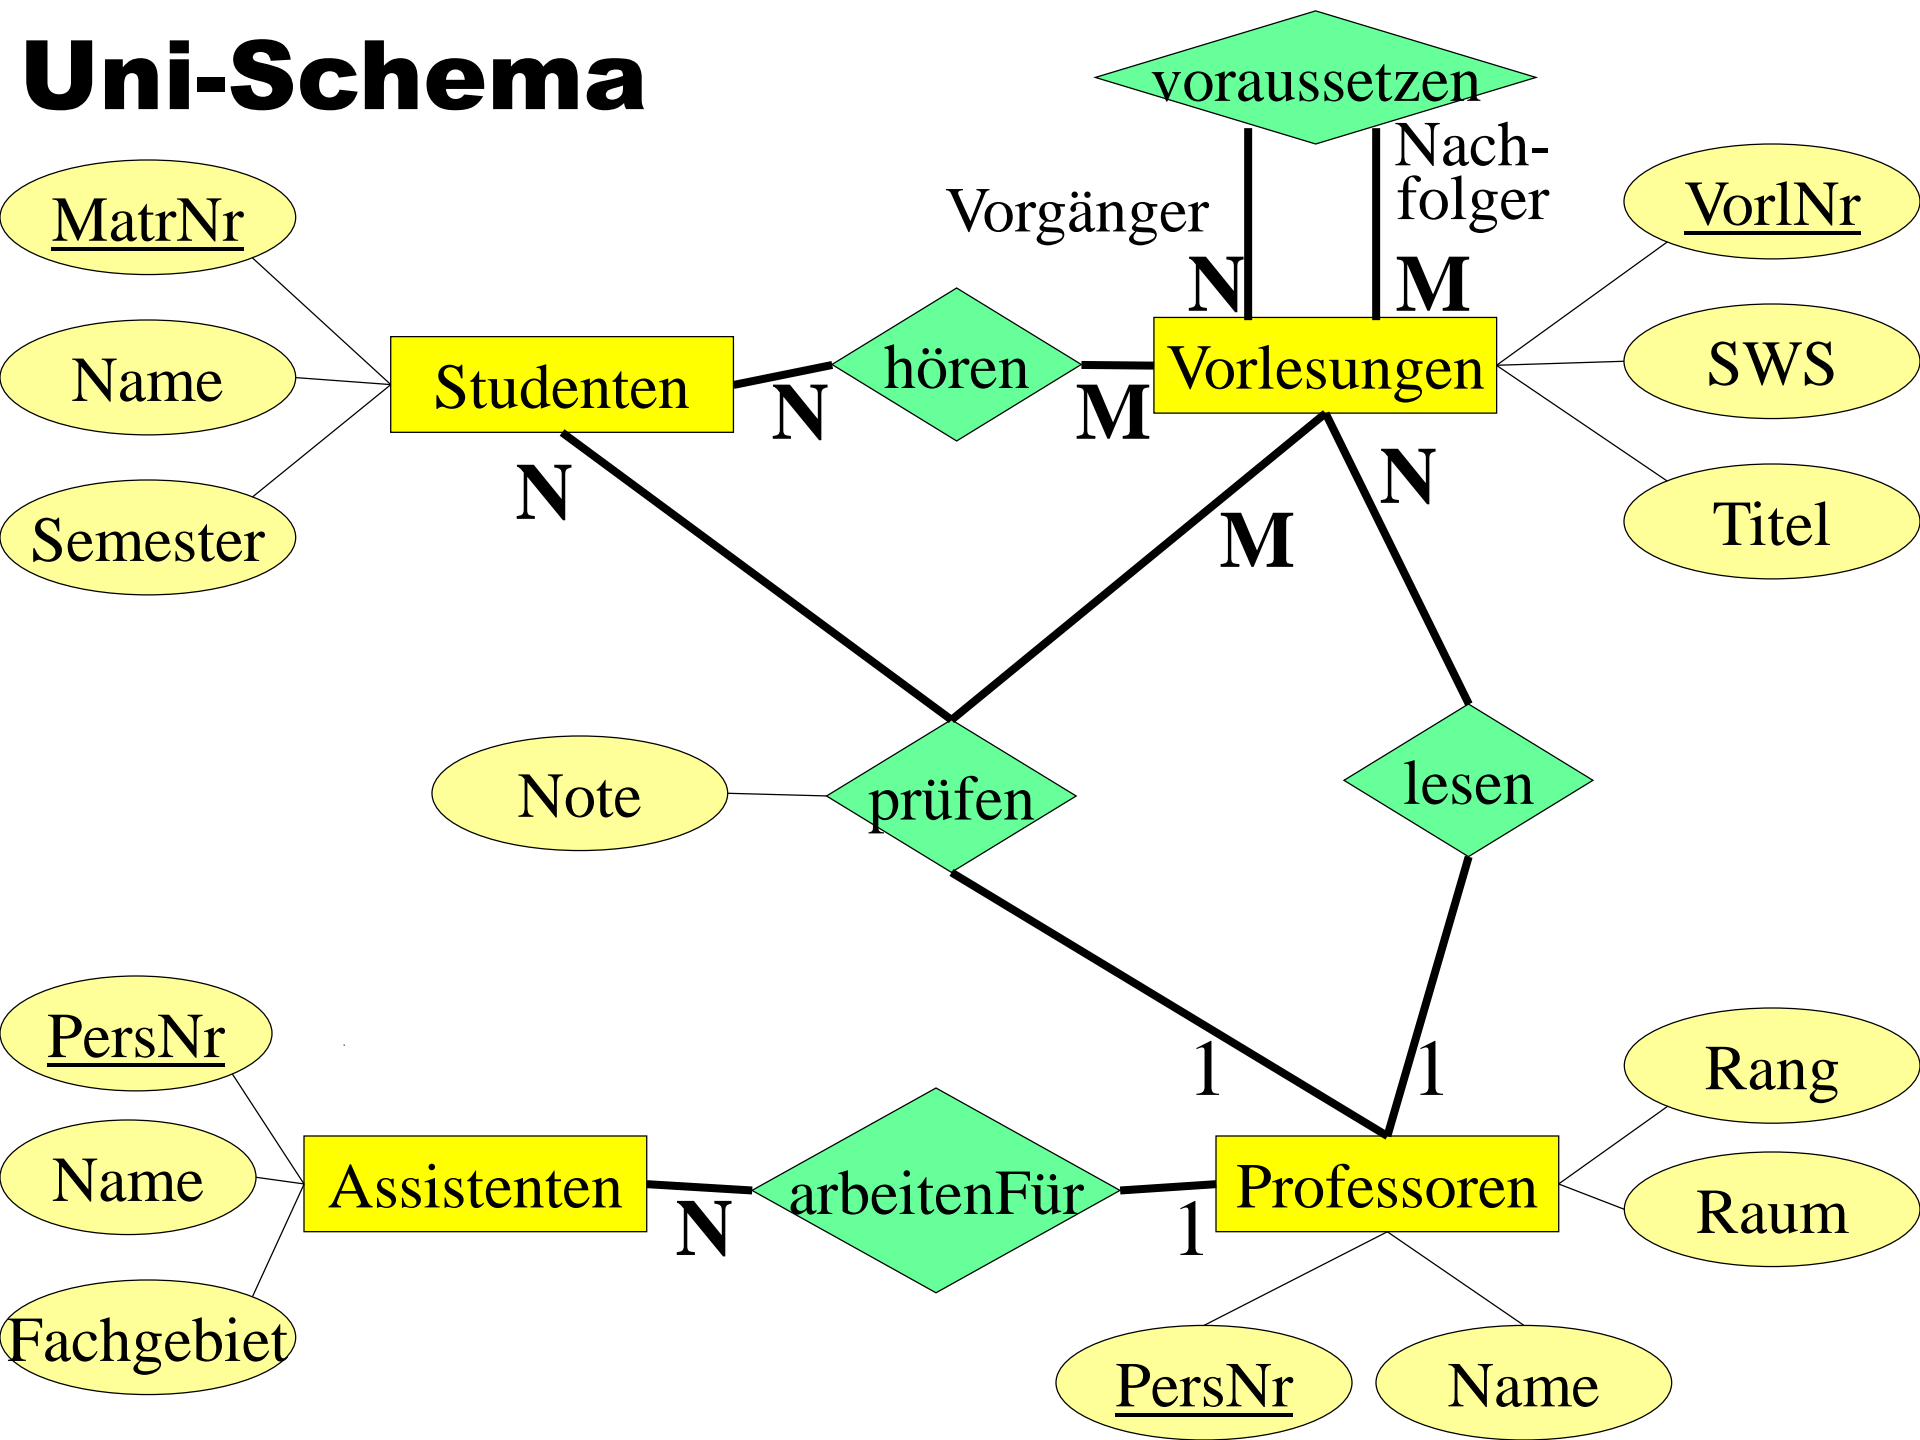 Uni-Schema
voraussetzen
Nach-
folger
Vorgänger
N
M
MatrNr
Name
Semester
Studenten
N
hören
M
Vorlesungen
VorlNr
SWS
Titel
N
M
N
Note
prüfen
lesen
1
1
PersNr
Name
Fachgebiet
Assistenten
N
arbeitenFür
1
Professoren
Rang
Raum
PersNr
Name